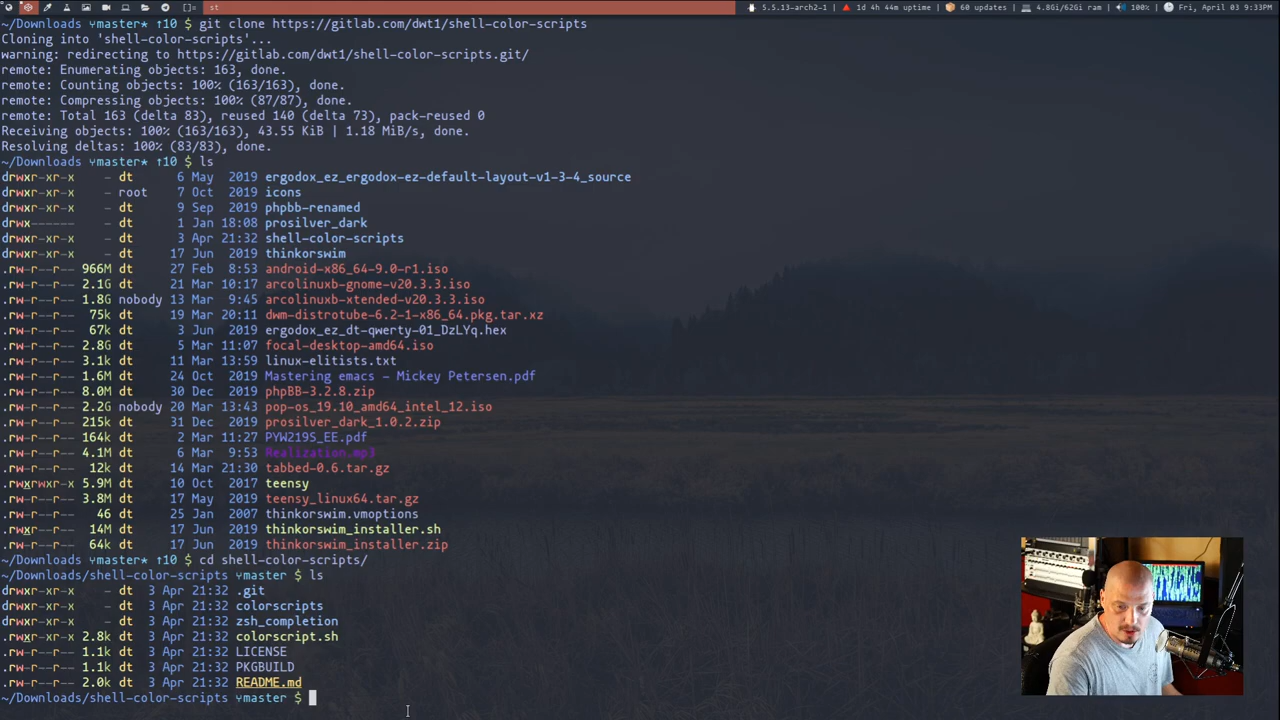 []= st 5.5.13-arch2-1 | 1d 4h 44m uptime | 60 updates | 4.8Gi/62Gi ram | 100% | Fri, April 03 9:33PM
~/Downloads master* ↑10 $ git clone https://gitlab.com/dwt1/shell-color-scripts
Cloning into 'shell-color-scripts'...
warning: redirecting to https://gitlab.com/dwt1/shell-color-scripts.git/
remote: Enumerating objects: 163, done.
remote: Counting objects: 100% (163/163), done.
remote: Compressing objects: 100% (87/87), done.
remote: Total 163 (delta 83), reused 140 (delta 73), pack-reused 0
Receiving objects: 100% (163/163), 43.55 KiB | 1.18 MiB/s, done.
Resolving deltas: 100% (83/83), done.
~/Downloads master* ↑10 $ ls
drwxr-xr-x - dt 6 May 2019 ergodox_ez_ergodox-ez-default-layout-v1-3-4_source
drwxr-xr-x - root 7 Oct 2019 icons
drwxr-xr-x - dt 9 Sep 2019 phpbb-renamed
drwx------ - dt 1 Jan 18:08 prosilver_dark
drwxr-xr-x - dt 3 Apr 21:32 shell-color-scripts
drwxr-xr-x - dt 17 Jun 2019 thinkorswim
.rw-r--r-- 966M dt 27 Feb 8:53 android-x86_64-9.0-r1.iso
.rw-r--r-- 2.1G dt 21 Mar 10:17 arcolinuxb-gnome-v20.3.3.iso
.rw-r--r-- 1.8G nobody 13 Mar 9:45 arcolinuxb-xtended-v20.3.3.iso
.rw-r--r-- 75k dt 19 Mar 20:11 dwm-distrotube-6.2-1-x86_64.pkg.tar.xz
.rw-r--r-- 67k dt 3 Jun 2019 ergodox_ez_dt-qwerty-01_DzLYq.hex
.rw-r--r-- 2.8G dt 5 Mar 11:07 focal-desktop-amd64.iso
.rw-r--r-- 3.1k dt 11 Mar 13:59 linux-elitists.txt
.rw-r--r-- 1.6M dt 24 Oct 2019 Mastering emacs - Mickey Petersen.pdf
.rw-r--r-- 8.0M dt 30 Dec 2019 phpBB-3.2.8.zip
.rw-r--r-- 2.2G nobody 20 Mar 13:43 pop-os_19.10_amd64_intel_12.iso
.rw-r--r-- 215k dt 31 Dec 2019 prosilver_dark_1.0.2.zip
.rw-r--r-- 164k dt 2 Mar 11:27 PYW219S_EE.pdf
.rw-r--r-- 4.1M dt 6 Mar 9:53 Realization.mp3
.rw-r--r-- 12k dt 14 Mar 21:30 tabbed-0.6.tar.gz
.rwxrwxr-x 5.9M dt 10 Oct 2017 teensy
.rw-r--r-- 3.8M dt 17 May 2019 teensy_linux64.tar.gz
.rw-r--r-- 46 dt 25 Jan 2007 thinkorswim.vmoptions
.rwxr--r-- 14M dt 17 Jun 2019 thinkorswim_installer.sh
.rw-r--r-- 64k dt 17 Jun 2019 thinkorswim_installer.zip
~/Downloads master* ↑10 $ cd shell-color-scripts/
~/Downloads/shell-color-scripts master $ ls
drwxr-xr-x - dt 3 Apr 21:32 .git
drwxr-xr-x - dt 3 Apr 21:32 colorscripts
drwxr-xr-x - dt 3 Apr 21:32 zsh_completion
.rwxr-xr-x 2.8k dt 3 Apr 21:32 colorscript.sh
.rw-r--r-- 1.1k dt 3 Apr 21:32 LICENSE
.rw-r--r-- 1.1k dt 3 Apr 21:32 PKGBUILD
.rw-r--r-- 2.0k dt 3 Apr 21:32 README.md
~/Downloads/shell-color-scripts master $